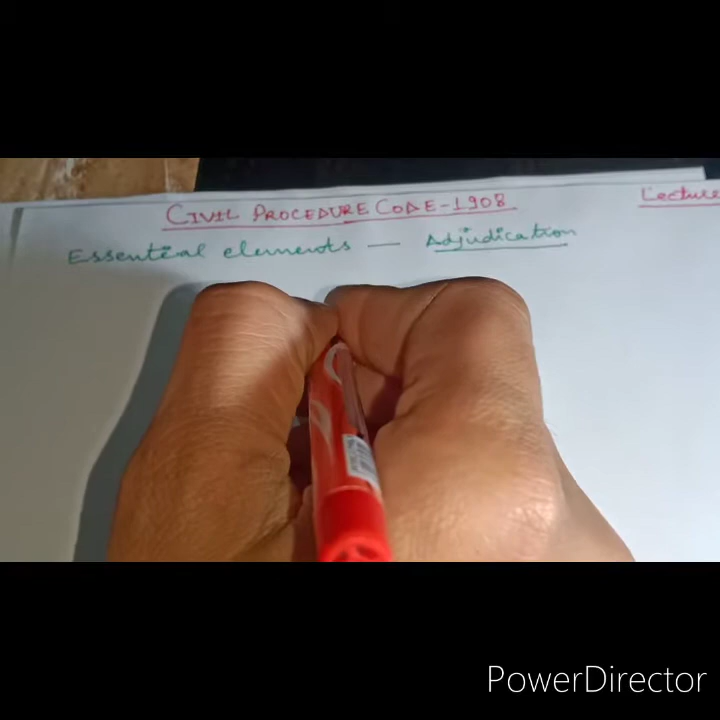 CIVIL PROCEDURE CODE-1908
Lecture
Essential elements — Adjudication
PowerDirector